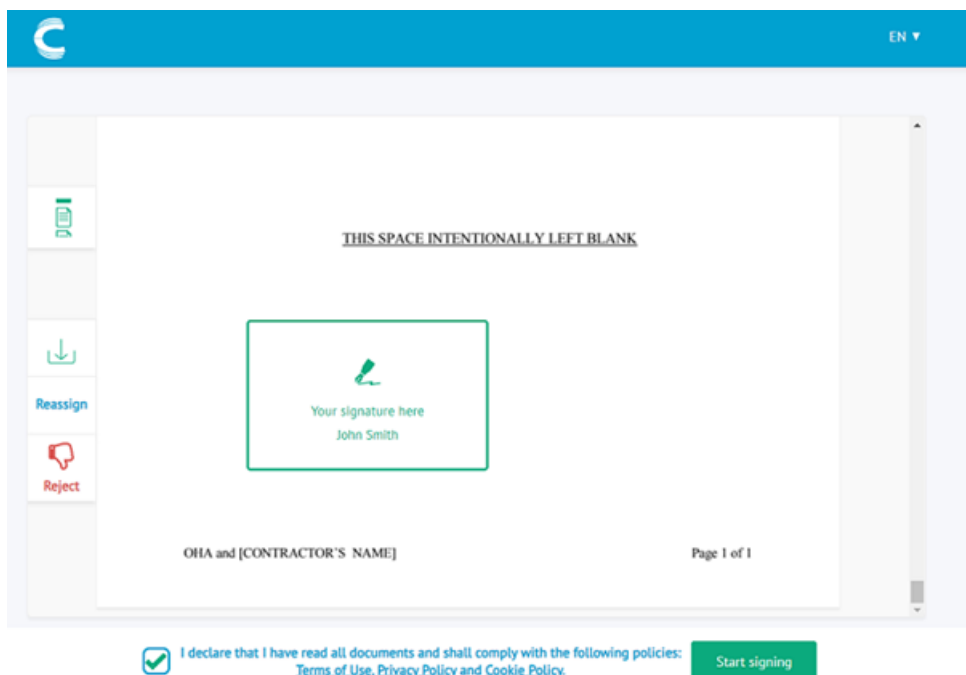 EN ▼
THIS SPACE INTENTIONALLY LEFT BLANK
Your signature here
John Smith
Reassign
Reject
OHA and [CONTRACTOR'S NAME]
Page 1 of 1
I declare that I have read all documents and shall comply with the following policies:
Terms of Use, Privacy Policy and Cookie Policy.
Start signing